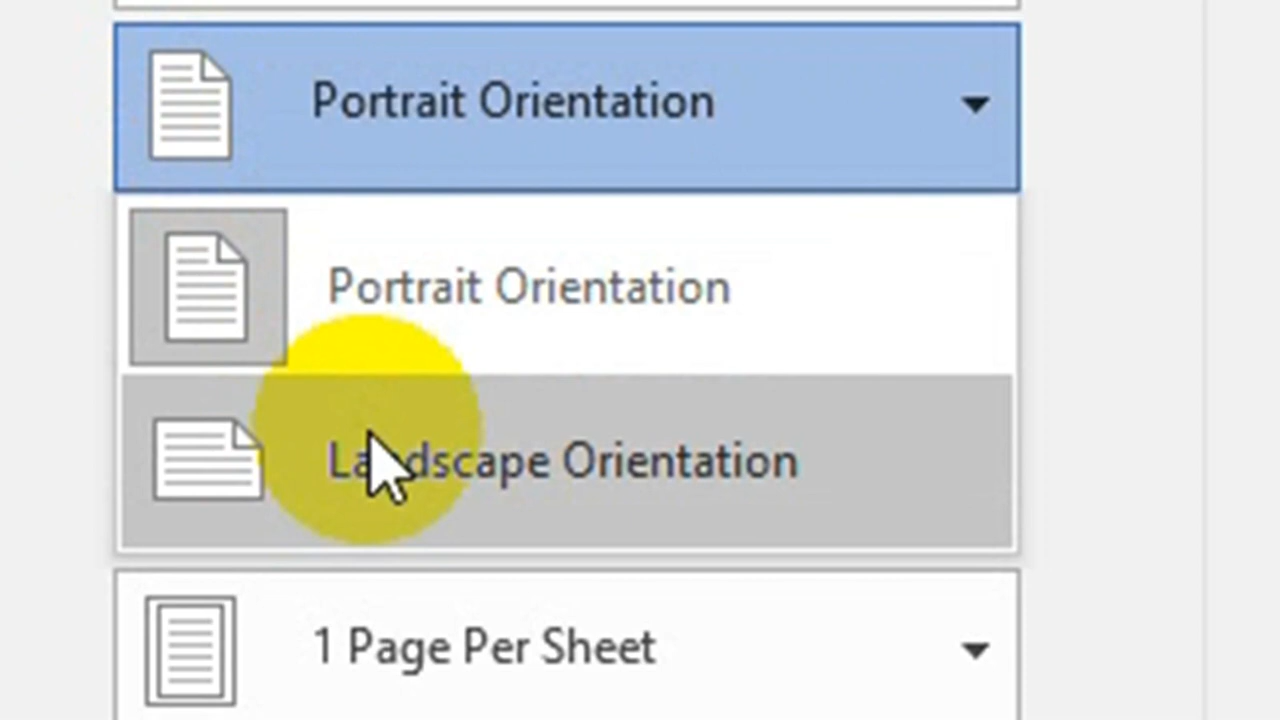 Portrait Orientation
Portrait Orientation
Landscape Orientation
1 Page Per Sheet